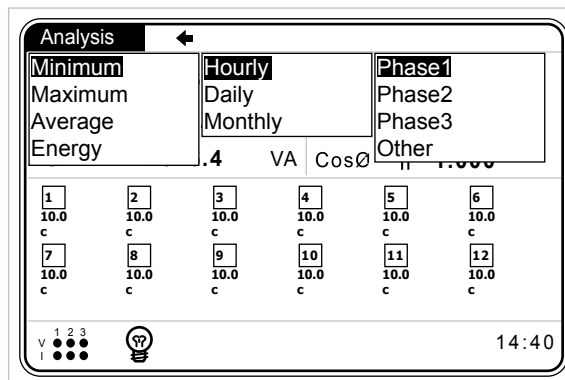 Analysis
Minimum Hourly Phase1
Maximum Daily Phase2
Average Monthly Phase3
Energy Other
.4 VA CosØ
1 2 3 4 5 6
10.0 10.0 10.0 10.0 10.0 10.0
c c c c c c
7 8 9 10 11 12
10.0 10.0 10.0 10.0 10.0 10.0
c c c c c c
1 2 3
V
I
14:40